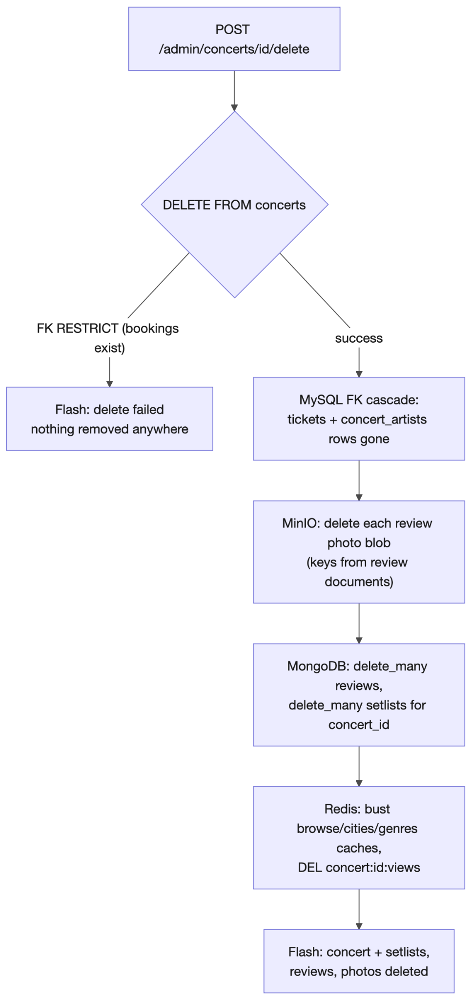 POST
/admin/concerts/id/delete
DELETE FROM concerts
FK RESTRICT (bookings
exist)
success
Flash: delete failed
nothing removed anywhere
MySQL FK cascade:
tickets + concert_artists
rows gone
MinIO: delete each review
photo blob
(keys from review
documents)
MongoDB: delete_many
reviews,
delete_many setlists for
concert_id
Redis: bust
browse/cities/genres
caches,
DEL concert:id:views
Flash: concert + setlists,
reviews, photos deleted